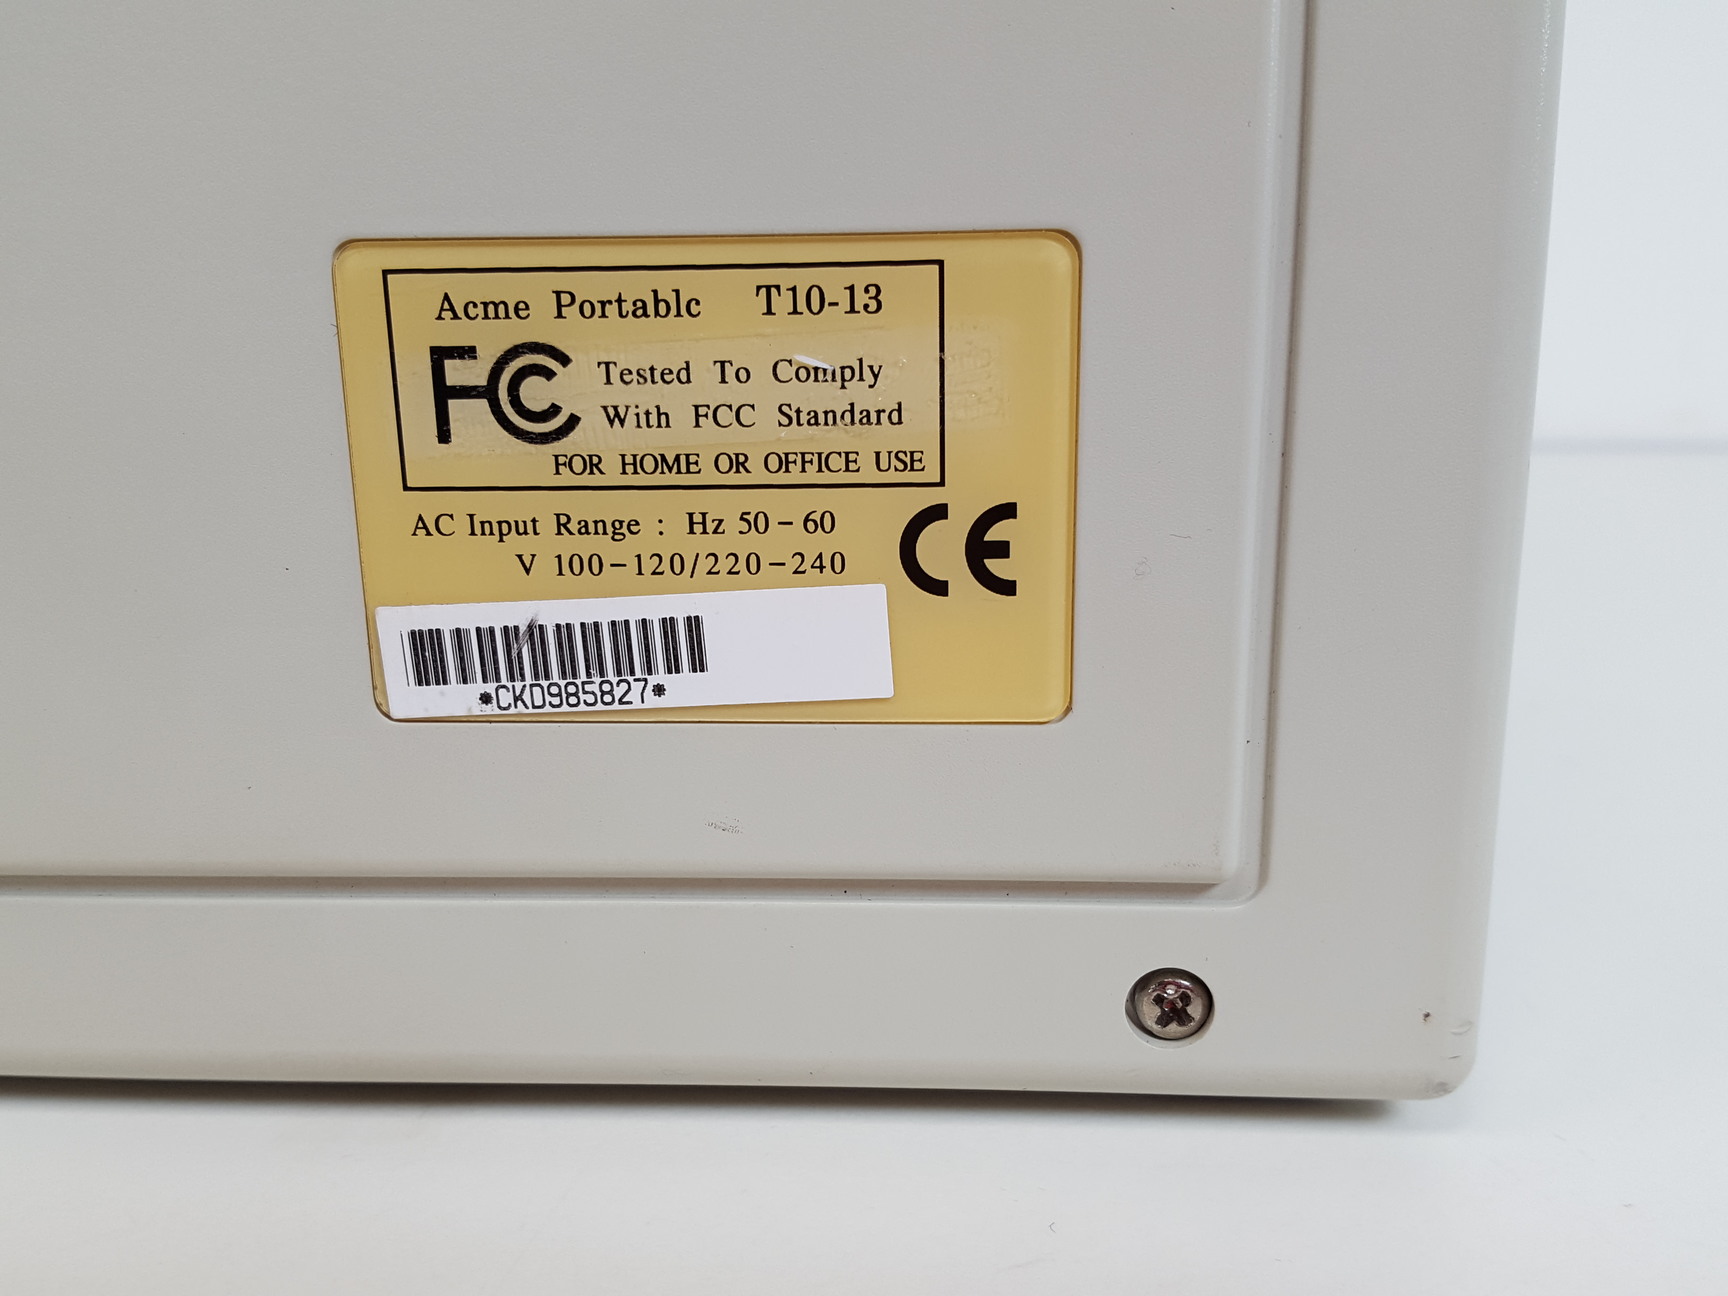 Acme Portable T10-13
FC Tested To Comply
With FCC Standard
FOR HOME OR OFFICE USE
AC Input Range : Hz 50-60
V 100-120/220-240
CE
*CKD985827*